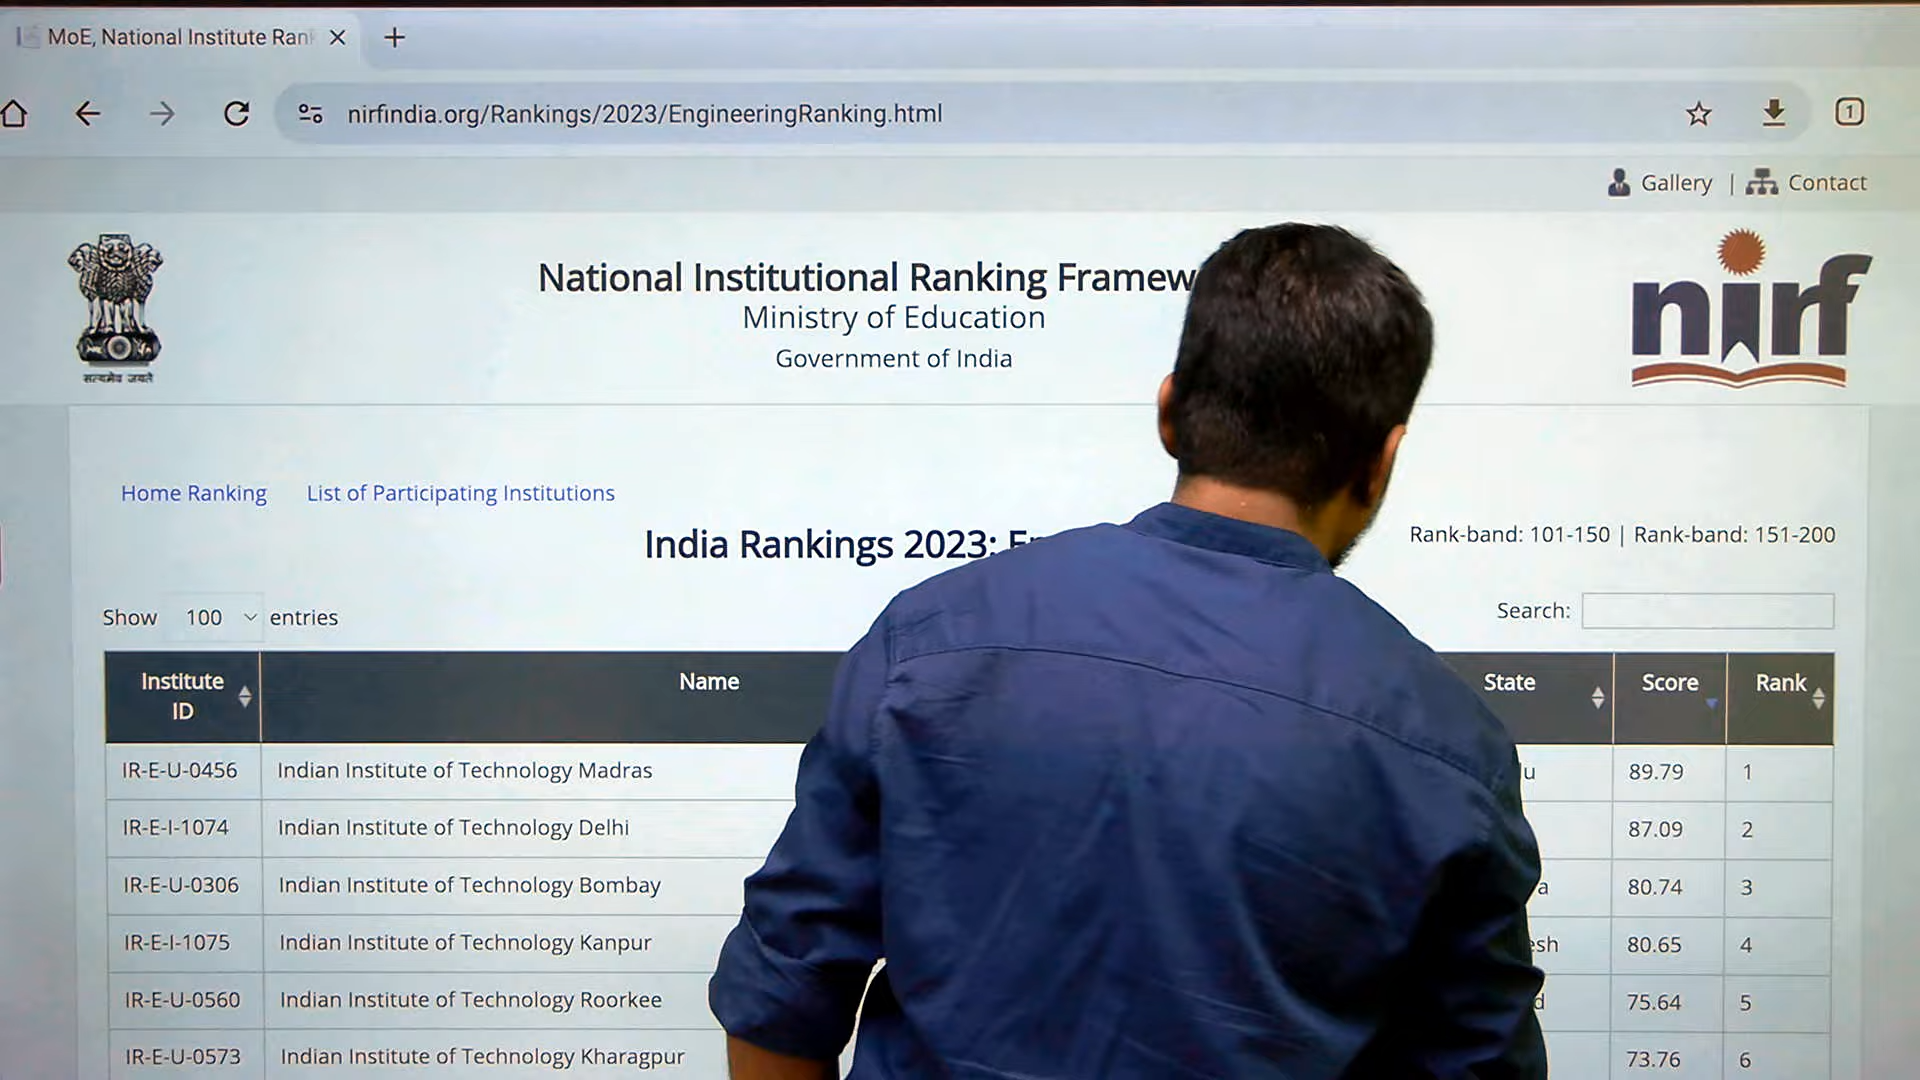 MoE, National Institute Ran
nirfindia.org/Rankings/2023/EngineeringRanking.html
1
Gallery | Contact
सत्यमेव जयते
National Institutional Ranking Framew
Ministry of Education
Government of India
nirf
Home Ranking List of Participating Institutions
India Rankings 2023:
Rank-band: 101-150 | Rank-band: 151-200
Show 100 entries
Search:
Institute ID Name State Score Rank
IR-E-U-0456 Indian Institute of Technology Madras u 89.79 1
IR-E-I-1074 Indian Institute of Technology Delhi 87.09 2
IR-E-U-0306 Indian Institute of Technology Bombay a 80.74 3
IR-E-I-1075 Indian Institute of Technology Kanpur esh 80.65 4
IR-E-U-0560 Indian Institute of Technology Roorkee d 75.64 5
IR-E-U-0573 Indian Institute of Technology Kharagpur 73.76 6